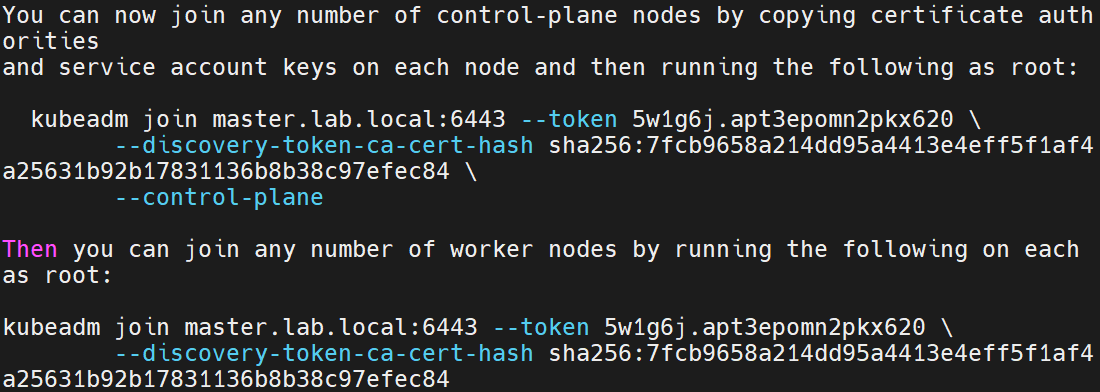 You can now join any number of control-plane nodes by copying certificate auth
orities
and service account keys on each node and then running the following as root:
  kubeadm join master.lab.local:6443 --token 5w1g6j.apt3epomn2pkx620 \
        --discovery-token-ca-cert-hash sha256:7fcb9658a214dd95a4413e4eff5f1af4
a25631b92b17831136b8b38c97efec84 \
        --control-plane
Then you can join any number of worker nodes by running the following on each
as root:
kubeadm join master.lab.local:6443 --token 5w1g6j.apt3epomn2pkx620 \
        --discovery-token-ca-cert-hash sha256:7fcb9658a214dd95a4413e4eff5f1af4
a25631b92b17831136b8b38c97efec84